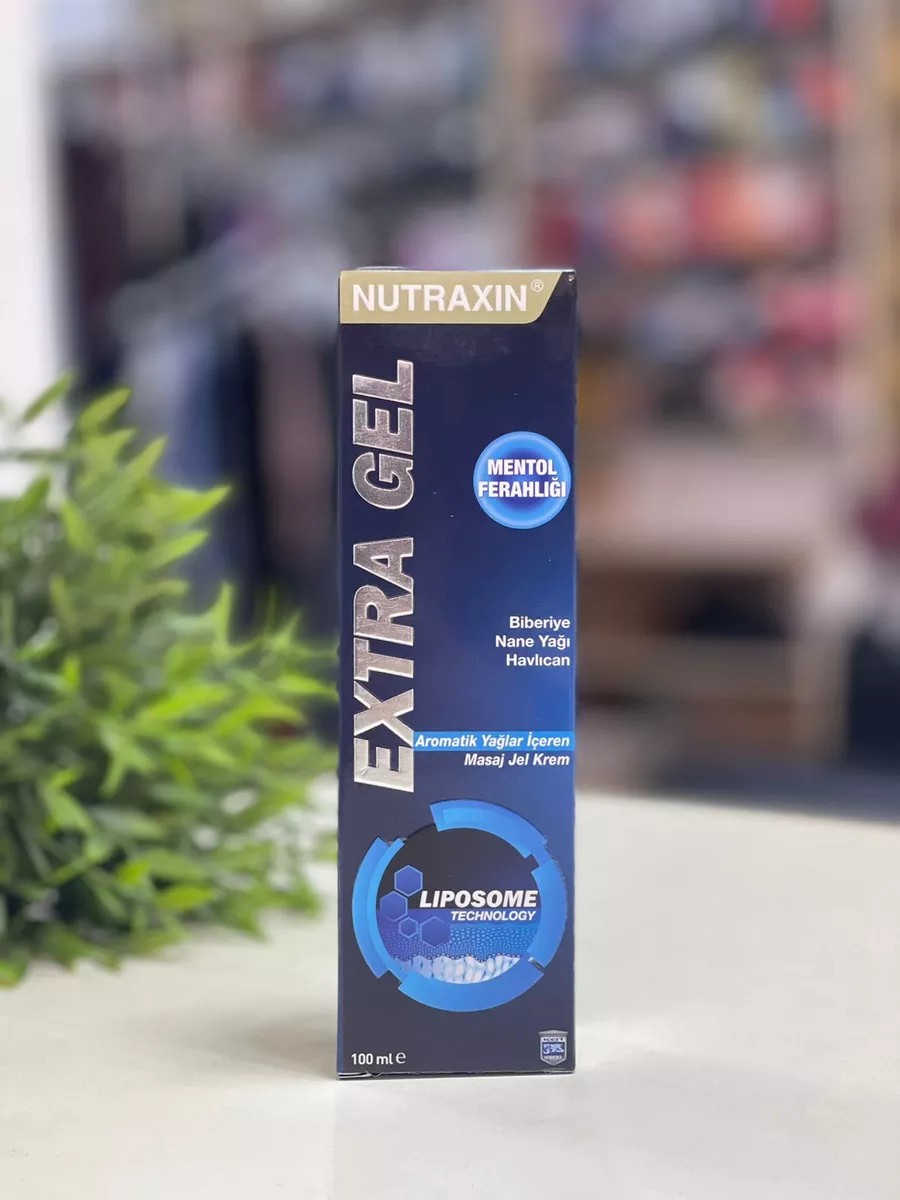 NUTRAXIN®
EXTRA GEL
MENTOL
FERAHLIĞI
Biberiye
Nane Yağı
Havlıcan
Aromatik Yağlar İçeren
Masaj Jel Krem
LIPOSOME
TECHNOLOGY
100 ml e